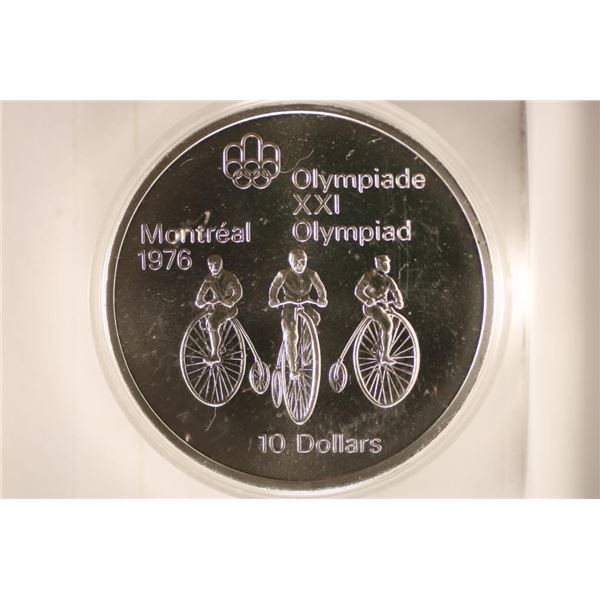 Olympiade
XXI
Montréal Olympiad
1976
10 Dollars